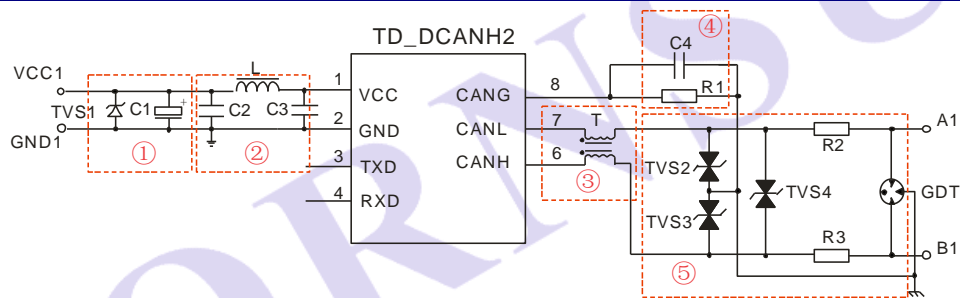 TD_DCANH2
④
C4
R1
VCC1
TVS1
GND1
C1
+
①
C2
L
C3
②
1
VCC
2
GND
3
TXD
4
RXD
8
CANG
7
CANL
6
CANH
T
③
TVS2
TVS3
TVS4
R2
R3
GDT
A1
B1
⑤
ORNSU